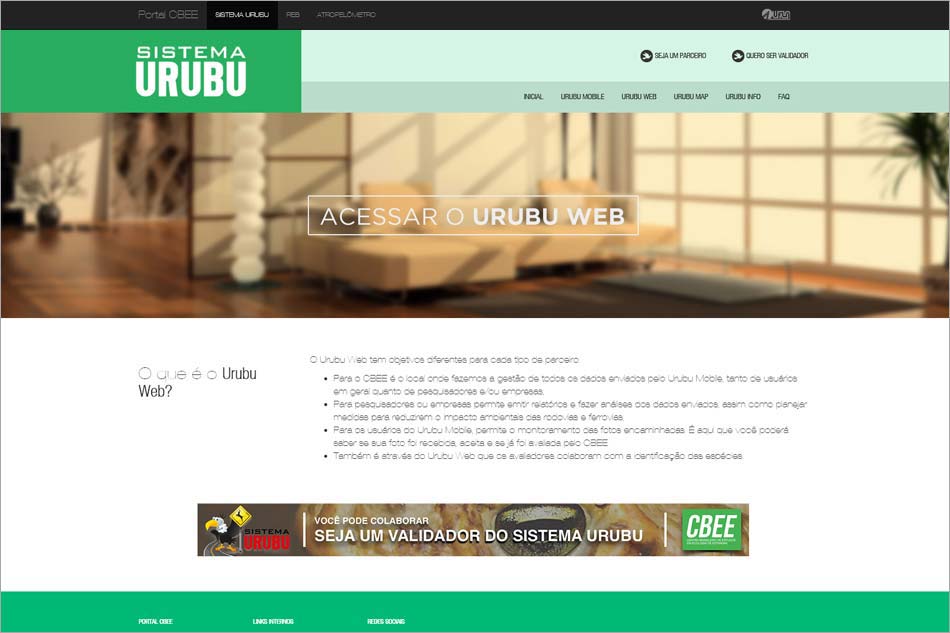 Portal CBEE
SISTEMA URUBU
REB
ATROPELÔMETRO
SISTEMA
URUBU
SEJA UM PARCEIRO
QUERO SER VALIDADOR
INICIAL
URUBU MOBILE
URUBU WEB
URUBU MAP
URUBU INFO
FAQ
ACESSAR O URUBU WEB
O que é o Urubu
Web?
O Urubu Web tem objetivos diferentes para cada tipo de parceiro:
Para o CBEE é o local onde fazemos a gestão de todos os dados enviados pelo Urubu Mobile, tanto de usuários
em geral quanto de pesquisadores e/ou empresas;
Para pesquisadores ou empresas permite emitir relatórios e fazer análises dos dados enviados, assim como planejar
medidas para reduzirem o impacto ambientais das rodovias e ferrovias.
Para os usuários do Urubu Mobile, permite o monitoramento das fotos encaminhadas. É aqui que você poderá
saber se sua foto foi recebida, aceita e se já foi avaliada pelo CBEE
Também é através do Urubu Web que os avaliadores colaboram com a identificação das espécies.
SISTEMA
URUBU
VOCÊ PODE COLABORAR
SEJA UM VALIDADOR DO SISTEMA URUBU
CBEE
PORTAL CBEE
LINKS INTERNOS
REDES SOCIAIS